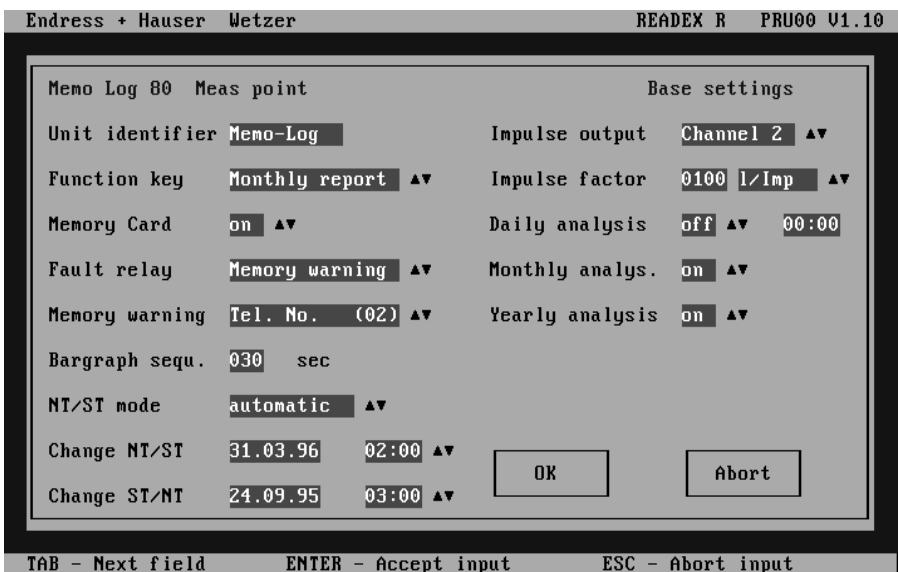 Endress + Hauser Wetzer READEX R PRU00 V1.10
Memo Log 80 Meas point Base settings
Unit identifier Memo-Log Impulse output Channel 2 ▲▼
Function key Monthly report ▲▼ Impulse factor 0100 l/Imp ▲▼
Memory Card on ▲▼ Daily analysis off ▲▼ 00:00
Fault relay Memory warning ▲▼ Monthly analys. on ▲▼
Memory warning Tel. No. (02) ▲▼ Yearly analysis on ▲▼
Bargraph sequ. 030 sec
NT/ST mode automatic ▲▼
Change NT/ST 31.03.96 02:00 ▲▼
Change ST/NT 24.09.95 03:00 ▲▼
OK Abort
TAB - Next field ENTER - Accept input ESC - Abort input